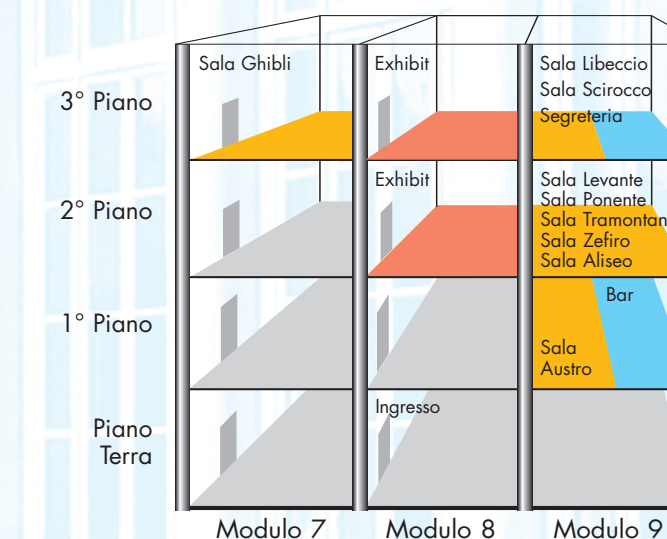 Sala Ghibli
Exhibit
Sala Libeccio
Sala Scirocco
Segreteria
3° Piano
Exhibit
Sala Levante
Sala Ponente
Sala Tramontan
Sala Zefiro
Sala Aliseo
2° Piano
Bar
1° Piano
Sala
Austro
Ingresso
Piano
Terra
Modulo 7
Modulo 8
Modulo 9